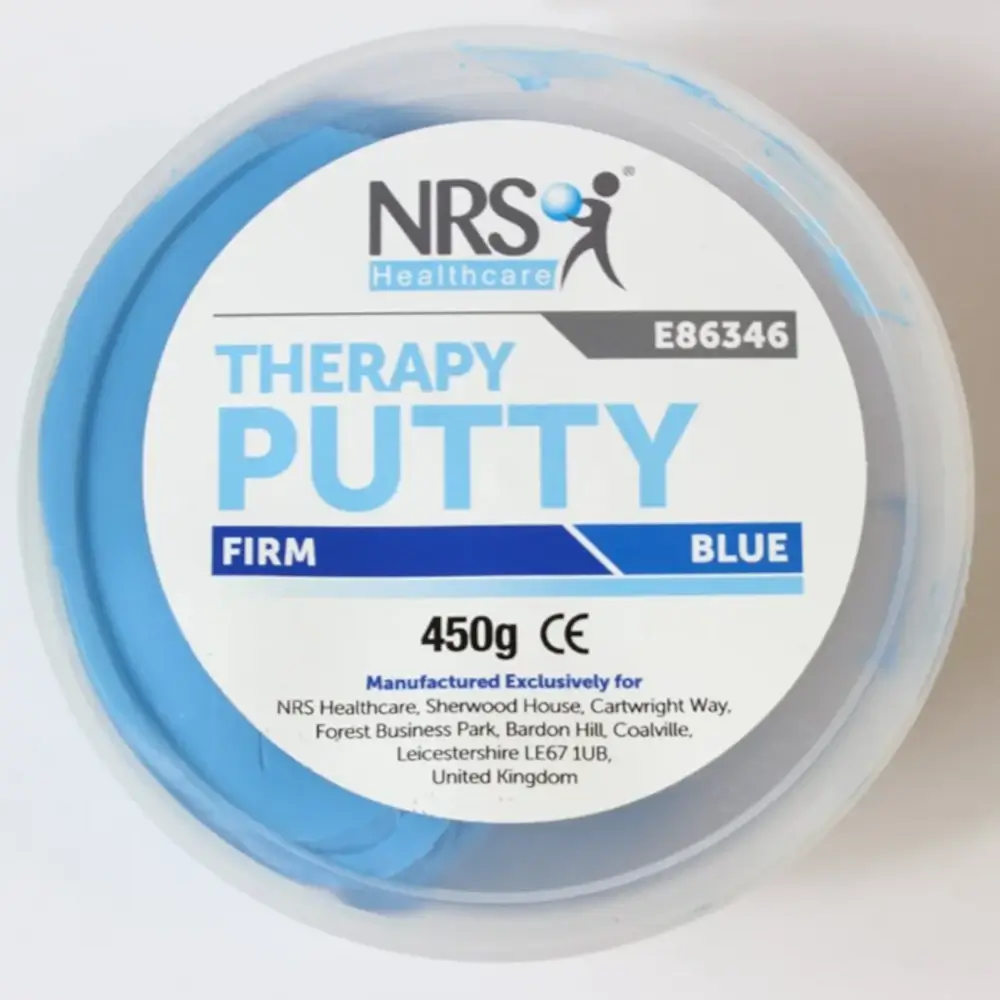 NRS®
Healthcare
E86346
THERAPY
PUTTY
FIRM BLUE
450g CE
Manufactured Exclusively for
NRS Healthcare, Sherwood House, Cartwright Way,
Forest Business Park, Bardon Hill, Coalville,
Leicestershire LE67 1UB,
United Kingdom